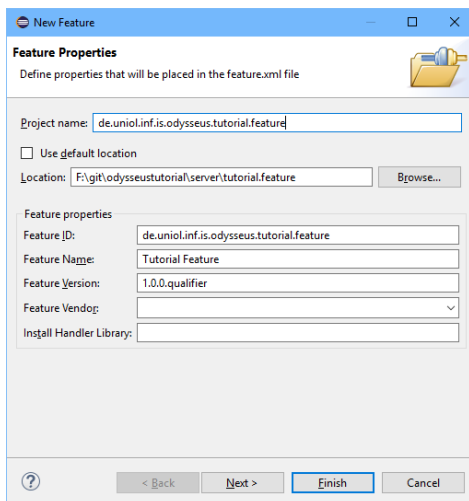 New Feature
Feature Properties
Define properties that will be placed in the feature.xml file
Project name: de.uniol.inf.is.odysseus.tutorial.feature
Use default location
Location: F:\git\odysseustutorial\server\tutorial.feature Browse...
Feature properties
Feature ID: de.uniol.inf.is.odysseus.tutorial.feature
Feature Name: Tutorial Feature
Feature Version: 1.0.0.qualifier
Feature Vendor:
Install Handler Library:
? < Back Next > Finish Cancel